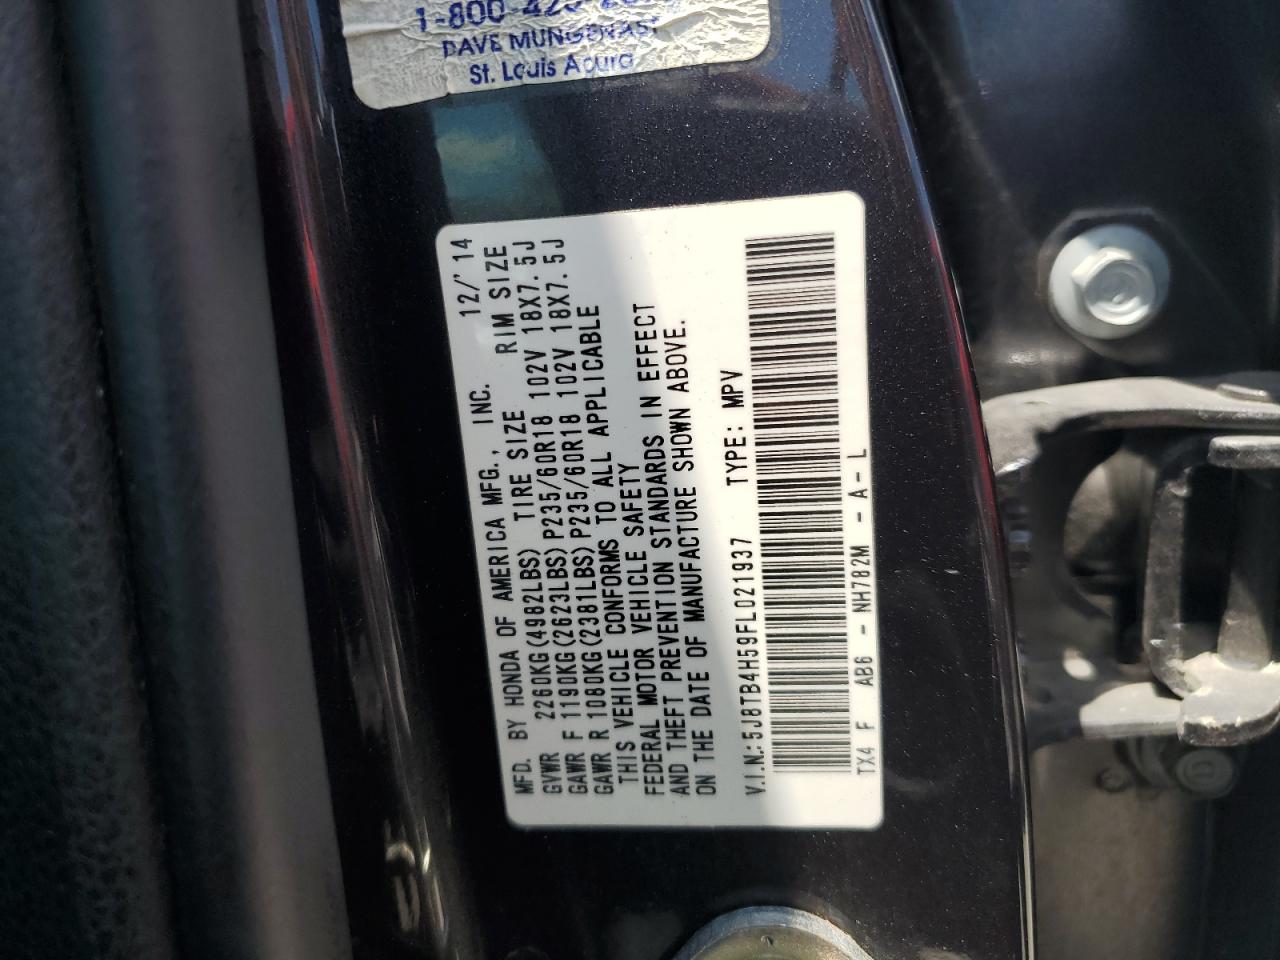 DAVE MUNGENAST
St. Louis Acura
MFD. BY HONDA OF AMERICA MFG., INC. 12/'14
GVWR 2260KG(4982LBS) TIRE SIZE RIM SIZE
GAWR F 1190KG(2623LBS) P235/60R18 102V 18X7.5J
GAWR R 1080KG(2381LBS) P235/60R18 102V 18X7.5J
THIS VEHICLE CONFORMS TO ALL APPLICABLE
FEDERAL MOTOR VEHICLE SAFETY
AND THEFT PREVENTION STANDARDS IN EFFECT
ON THE DATE OF MANUFACTURE SHOWN ABOVE.
V.I.N.: 5J8TB4H59FL021937 TYPE: MPV
TX4 F AB6 - NH782M - A - L